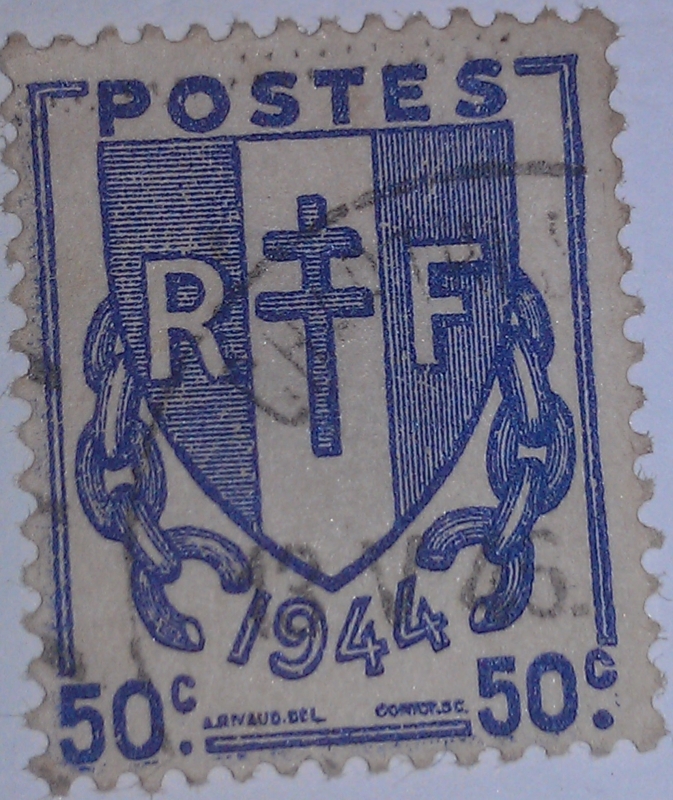 POSTES
R F
1944
50c. A.RIVAUD.DEL. CORTOT.SC. 50c.